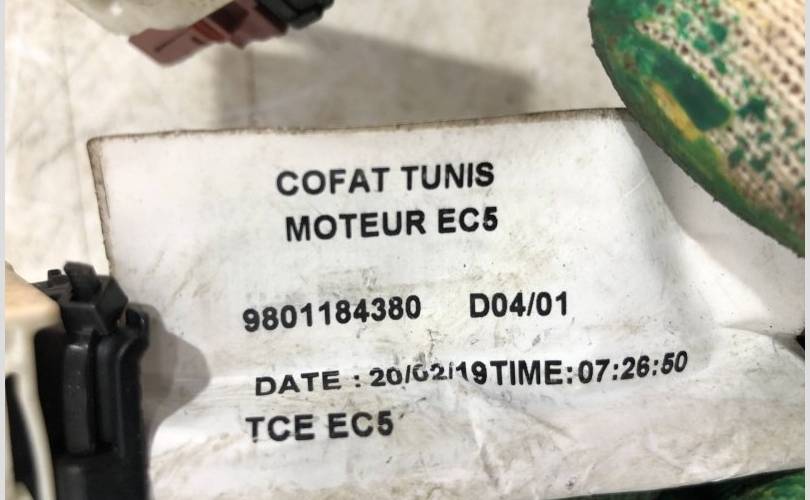 COFAT TUNIS
MOTEUR EC5
9801184380 D04/01
DATE : 20/02/19TIME:07:26:50
TCE EC5